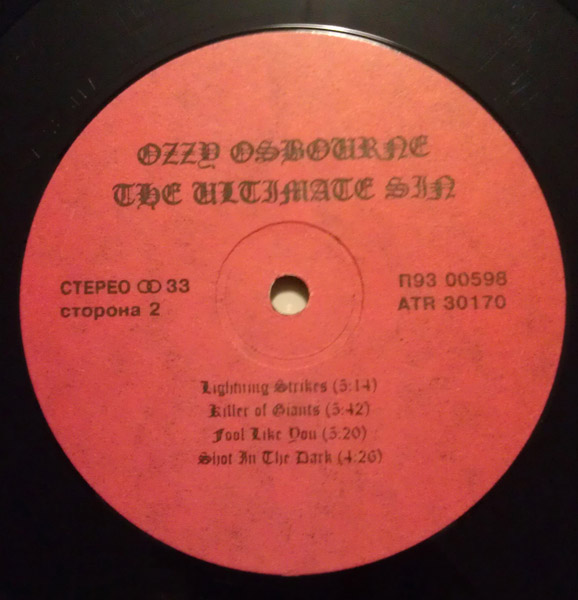 OZZY OSBOURNE
THE ULTIMATE SIN
СТЕРЕО ꝏ 33
сторона 2
П93 00598
ATR 30170
Lightning Strikes (5:14)
Killer of Giants (5:42)
Fool Like You (5:20)
Shot In The Dark (4:26)